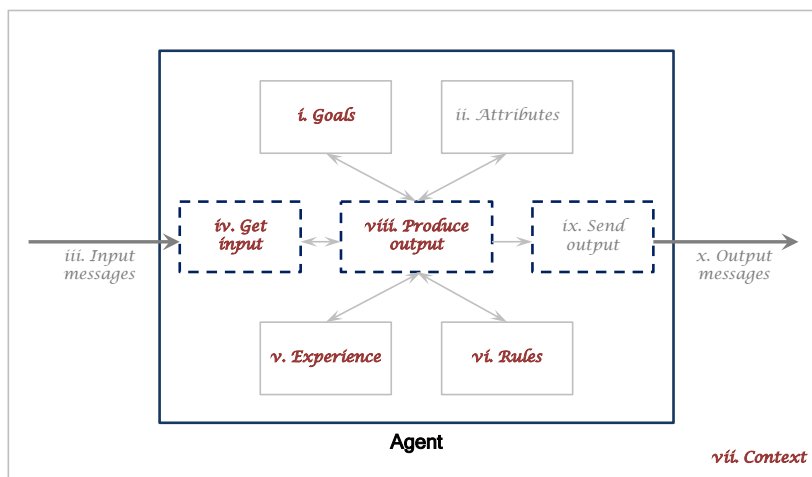 i. Goals
ii. Attributes
iv. Get
input
viii. Produce
output
ix. Send
output
iii. Input
messages
x. Output
messages
v. Experience
vi. Rules
Agent
vii. Context